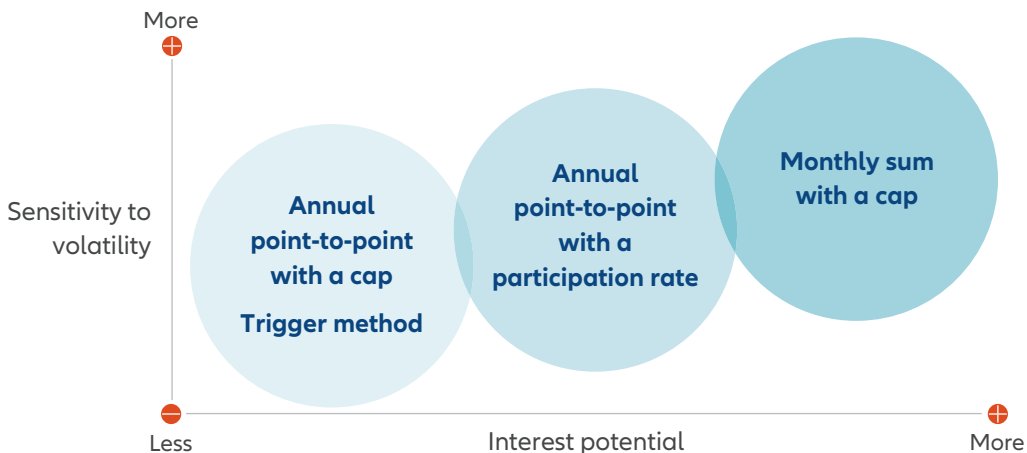 More
Sensitivity to
volatility
Annual
point-to-point
with a cap
Trigger method
Annual
point-to-point
with a
participation rate
Monthly sum
with a cap
Less
Interest potential
More